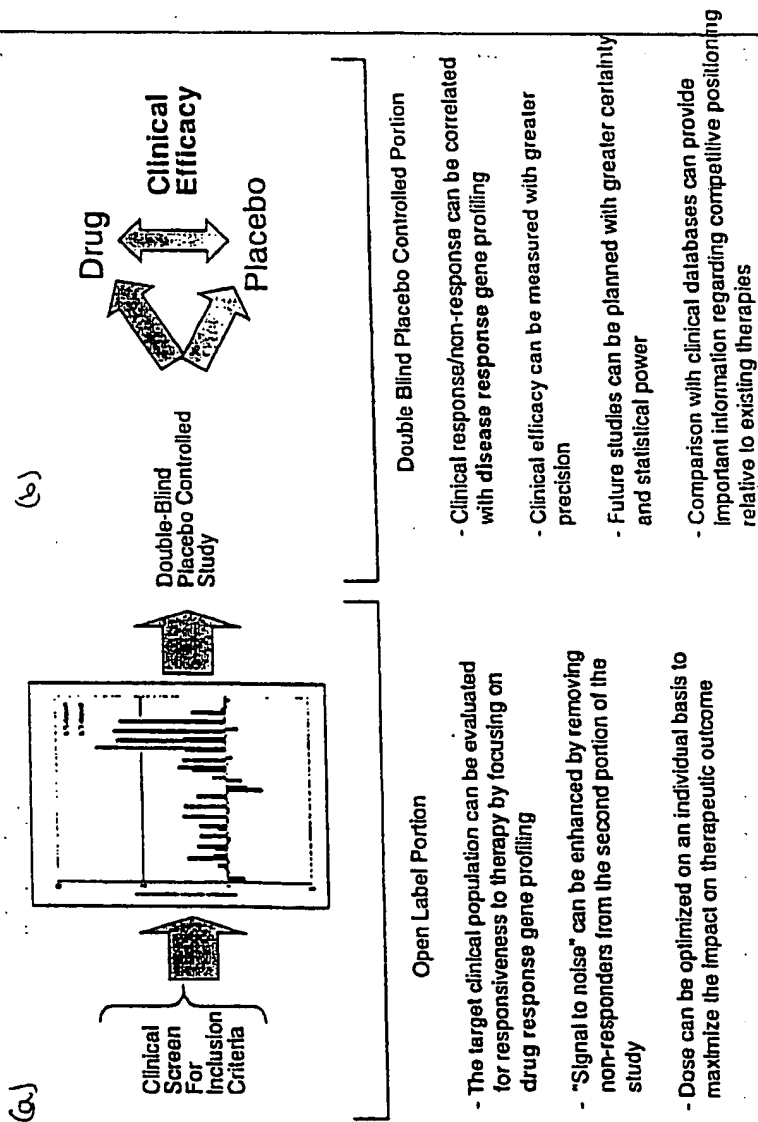 (a)
Clinical
Screen
For
Inclusion
Criteria
Open Label Portion
- The target clinical population can be evaluated
for responsiveness to therapy by focusing on
drug response gene profiling
- "Signal to noise" can be enhanced by removing
non-responders from the second portion of the
study
- Dose can be optimized on an individual basis to
maximize the impact on therapeutic outcome
(b)
Double-Blind
Placebo Controlled
Study
Drug
Clinical
Efficacy
Placebo
Double Blind Placebo Controlled Portion
- Clinical response/non-response can be correlated
with disease response gene profiling
- Clinical efficacy can be measured with greater
precision
- Future studies can be planned with greater certainty
and statistical power
- Comparison with clinical databases can provide
important information regarding competitive positioning
relative to existing therapies